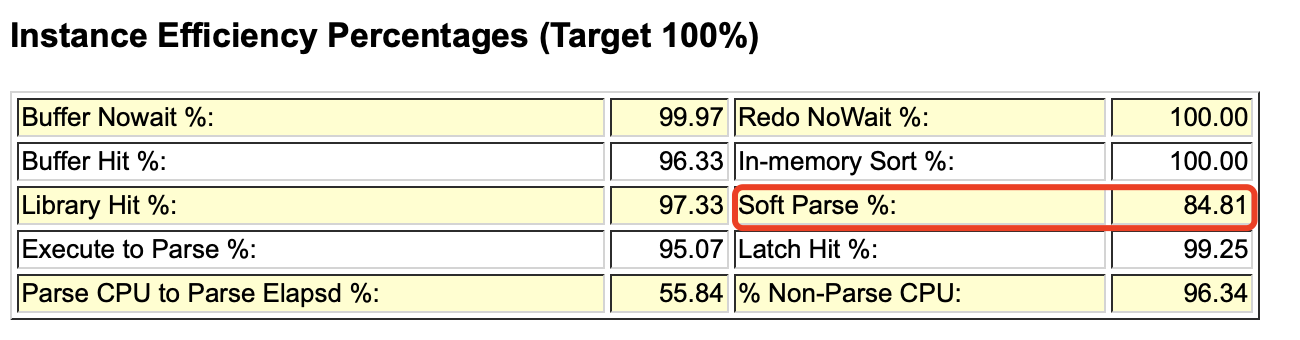 Instance Efficiency Percentages (Target 100%)
Buffer Nowait %: 99.97 Redo NoWait %: 100.00
Buffer Hit %: 96.33 In-memory Sort %: 100.00
Library Hit %: 97.33 Soft Parse %: 84.81
Execute to Parse %: 95.07 Latch Hit %: 99.25
Parse CPU to Parse Elapsd %: 55.84 % Non-Parse CPU: 96.34